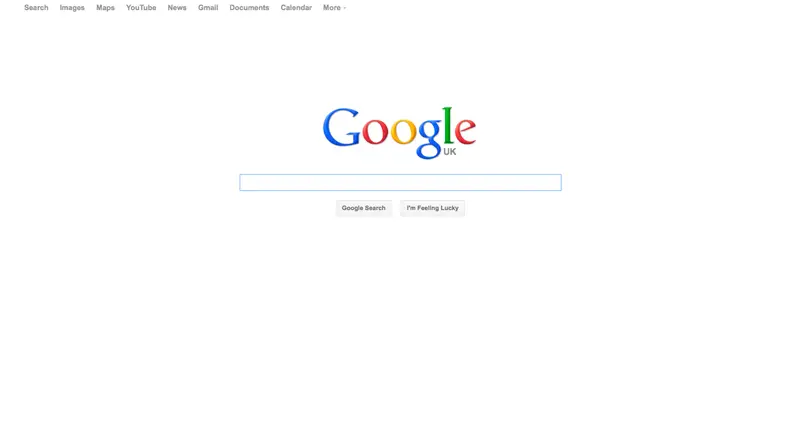 Search Images Maps YouTube News Gmail Documents Calendar More
Google
UK
Google Search I'm Feeling Lucky